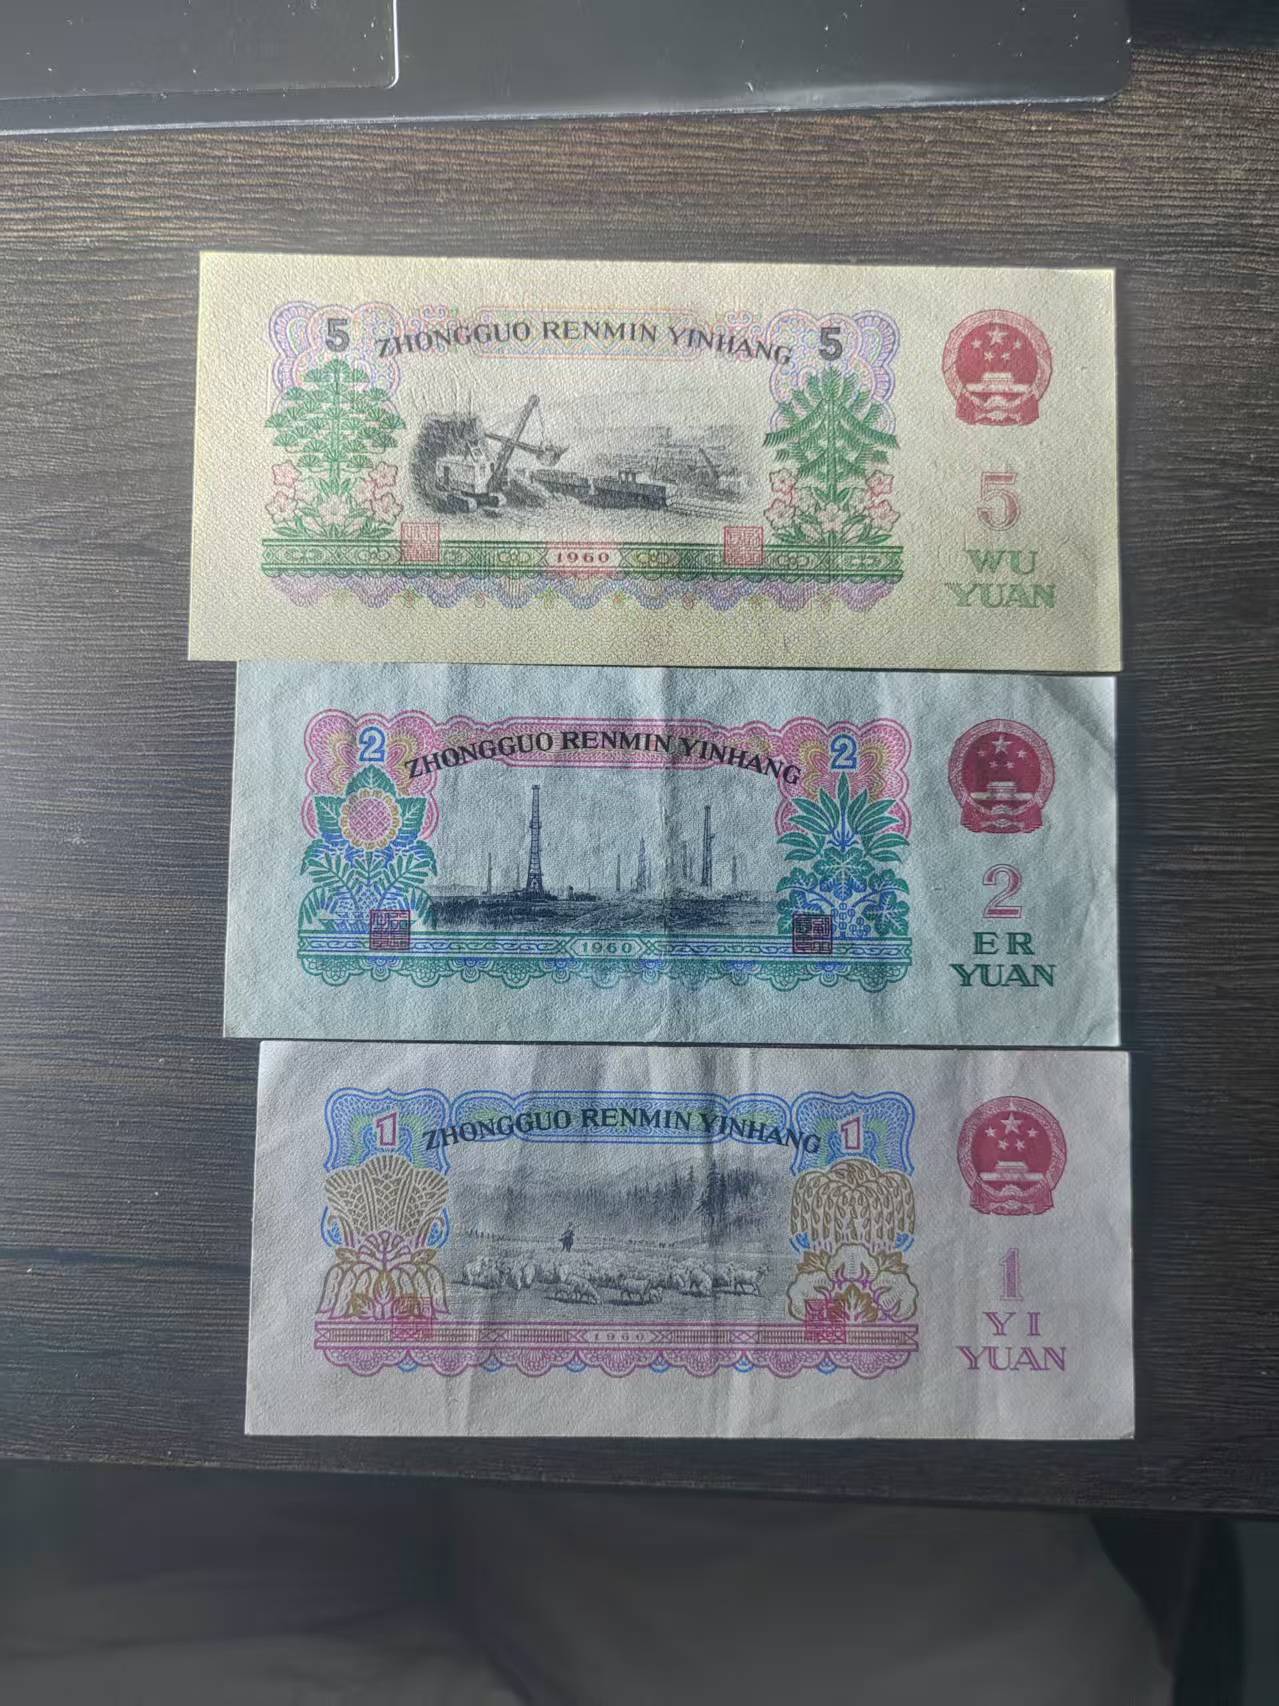 5 ZHONGGUO RENMIN YINHANG 5
1960
5
WU
YUAN
2 ZHONGGUO RENMIN YINHANG 2
1960
2
ER
YUAN
1 ZHONGGUO RENMIN YINHANG 1
1960
1
YI
YUAN